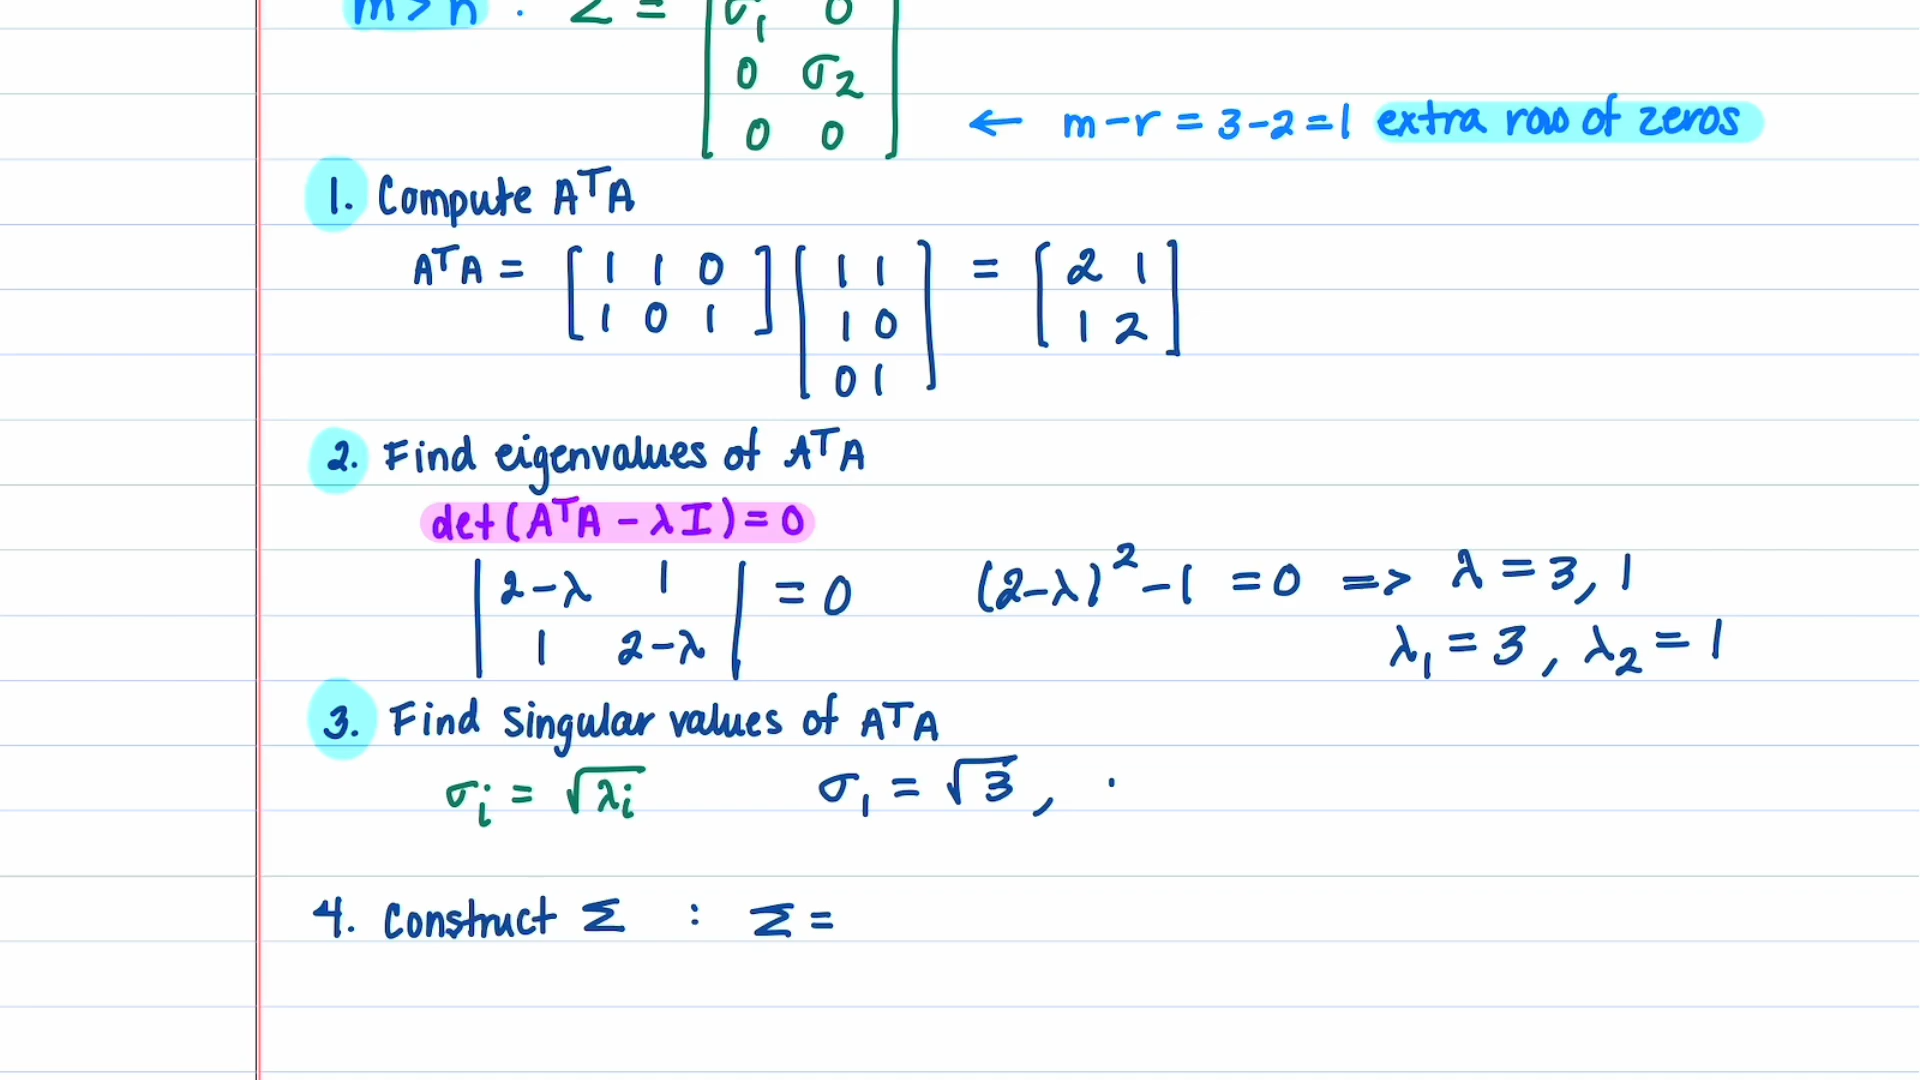 m>n : Σ = [σ₁ 0
0 σ₂
0 0]
← m-r = 3-2=1 extra row of zeros
1. Compute AᵀA
AᵀA = [1 1 0
1 0 1] [1 1
1 0
0 1] = [2 1
1 2]
2. Find eigenvalues of AᵀA
det(AᵀA - λI) = 0
|2-λ 1
1 2-λ| = 0 (2-λ)² - 1 = 0 => λ = 3, 1
λ₁ = 3, λ₂ = 1
3. Find Singular values of AᵀA
σᵢ = √λᵢ σ₁ = √3,
4. Construct Σ : Σ =